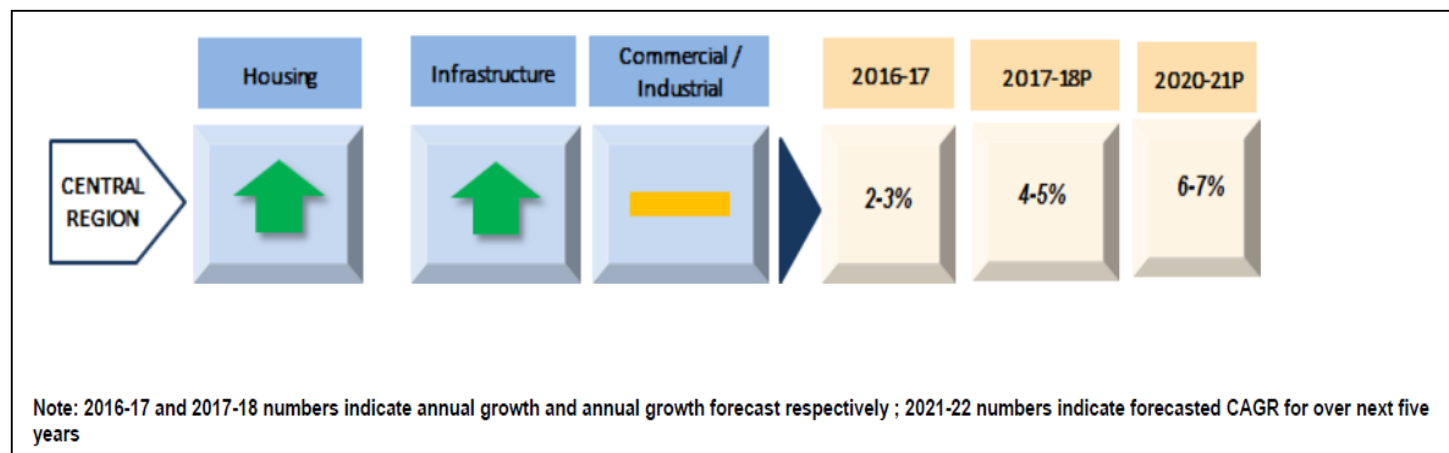 Housing
Infrastructure
Commercial /
Industrial
2016-17
2017-18P
2020-21P
CENTRAL
REGION
2-3%
4-5%
6-7%
Note: 2016-17 and 2017-18 numbers indicate annual growth and annual growth forecast respectively ; 2021-22 numbers indicate forecasted CAGR for over next five
years